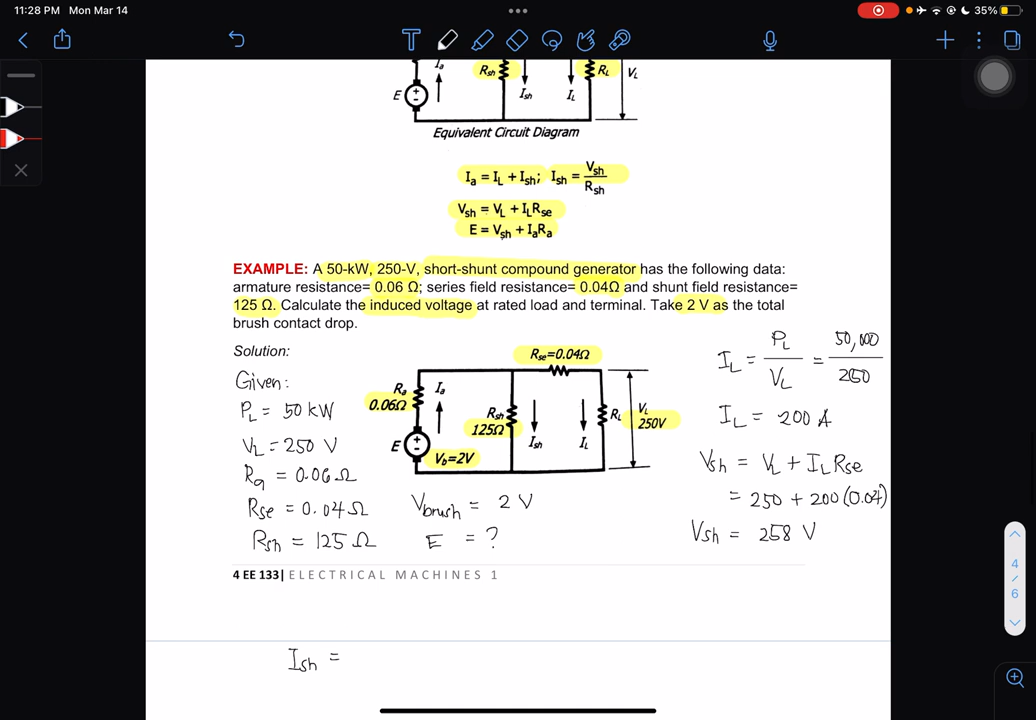 11:28 PM Mon Mar 14
35%
Ia
Rsh
Ish
IL
RL
VL
E
Equivalent Circuit Diagram
Ia = IL + Ish; Ish = Vsh / Rsh
Vsh = VL + ILRse
E = Vsh + IaRa
EXAMPLE: A 50-kW, 250-V, short-shunt compound generator has the following data:
armature resistance= 0.06 Ω; series field resistance= 0.04Ω and shunt field resistance=
125 Ω. Calculate the induced voltage at rated load and terminal. Take 2 V as the total
brush contact drop.
Solution:
Given:
PL = 50 kW
VL = 250 V
Ra = 0.06 Ω
Rse = 0.04 Ω
Rsh = 125 Ω
Vbrush = 2 V
E = ?
Rse=0.04Ω
Ra
0.06Ω
Ia
Rsh
125Ω
Ish
IL
RL
VL
250V
E
Vb=2V
IL = PL / VL = 50,000 / 250
IL = 200 A
Vsh = VL + IL Rse
= 250 + 200 (0.04)
Vsh = 258 V
4 EE 133| ELECTRICAL MACHINES 1
Ish =
4
/
6